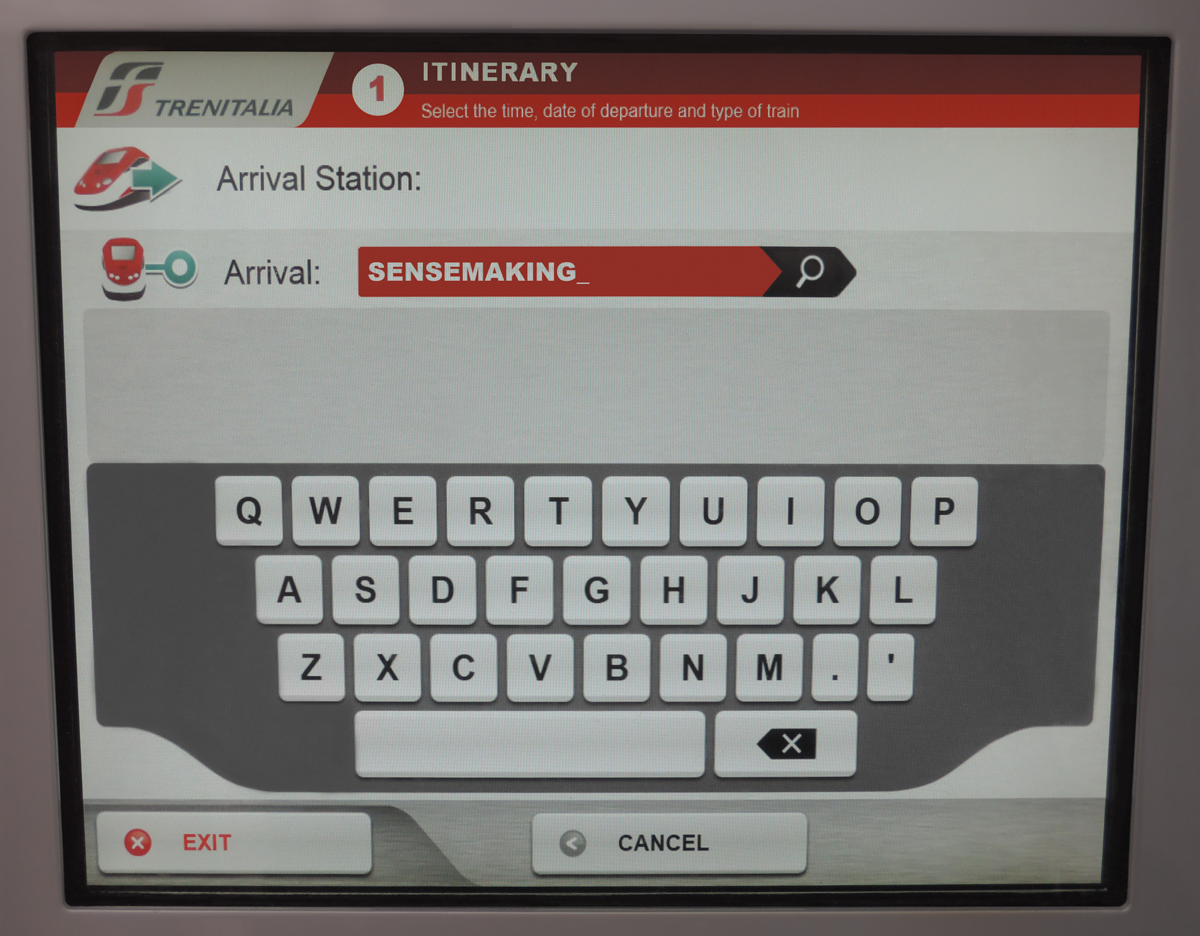 TRENITALIA
1
ITINERARY
Select the time, date of departure and type of train
Arrival Station:
Arrival:
SENSEMAKING_
Q W E R T Y U I O P
A S D F G H J K L
Z X C V B N M . '
EXIT
CANCEL